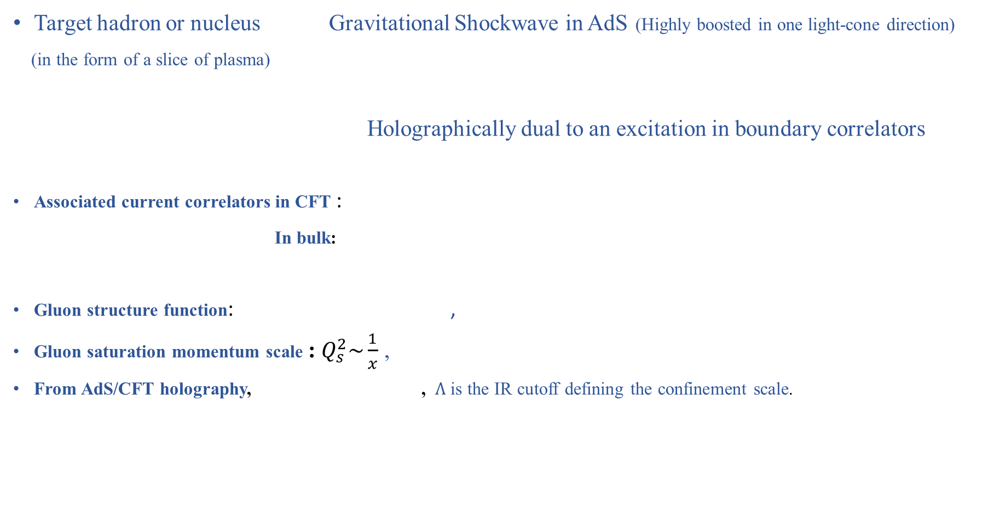 • Target hadron or nucleus Gravitational Shockwave in AdS (Highly boosted in one light-cone direction)
(in the form of a slice of plasma)
Holographically dual to an excitation in boundary correlators
• Associated current correlators in CFT :
In bulk:
• Gluon structure function: ,
• Gluon saturation momentum scale : Q_s^2 ~ 1/x ,
• From AdS/CFT holography, , Λ is the IR cutoff defining the confinement scale.